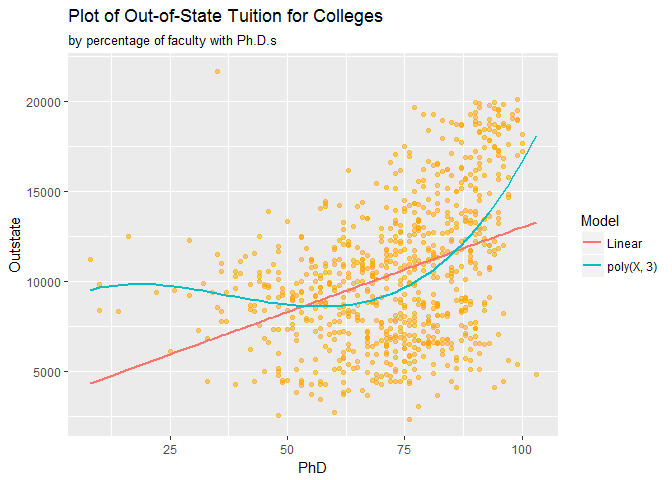 Plot of Out-of-State Tuition for Colleges
by percentage of faculty with Ph.D.s
20000
15000
10000
5000
Outstate
25 50 75 100
PhD
Model
Linear
poly(X, 3)